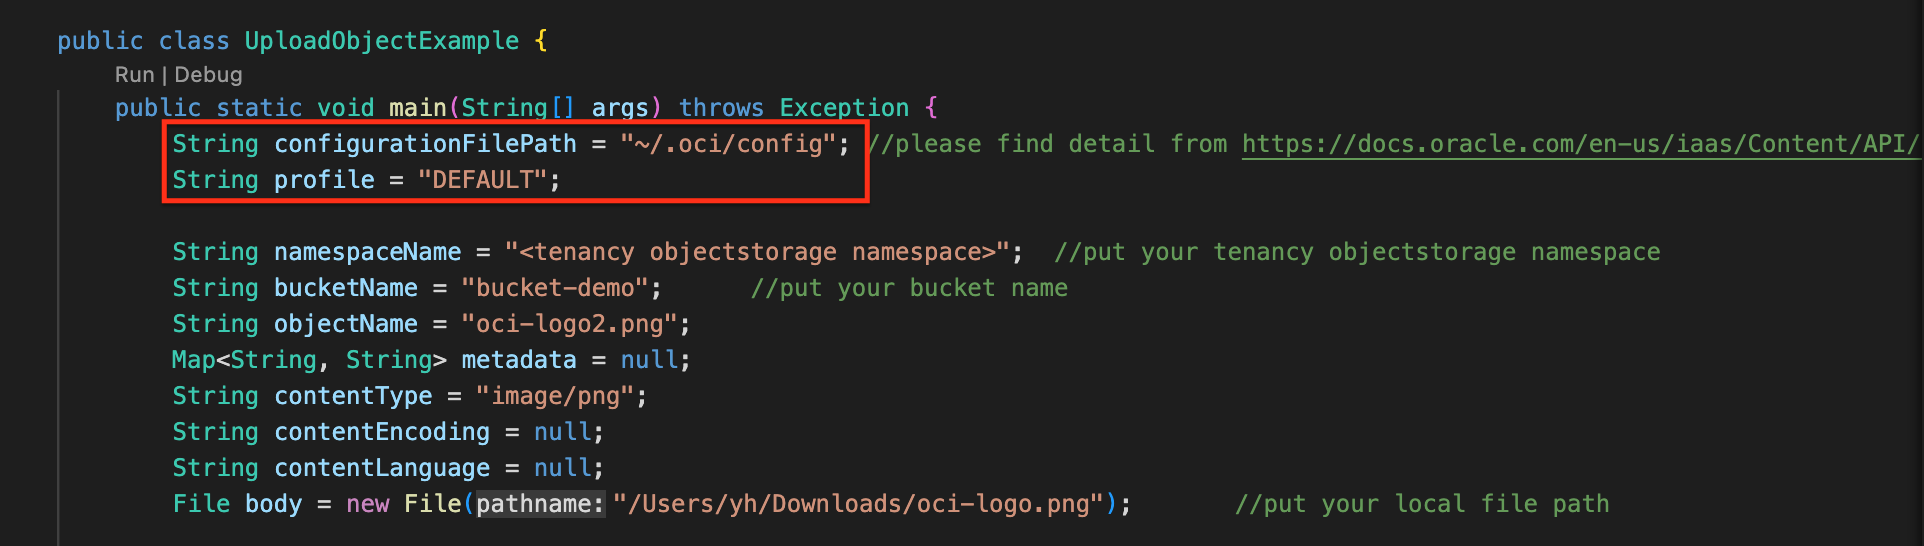 public class UploadObjectExample {
Run | Debug
public static void main(String[] args) throws Exception {
String configurationFilePath = "~/.oci/config"; //please find detail from https://docs.oracle.com/en-us/iaas/Content/API/
String profile = "DEFAULT";
String namespaceName = "<tenancy objectstorage namespace>"; //put your tenancy objectstorage namespace
String bucketName = "bucket-demo"; //put your bucket name
String objectName = "oci-logo2.png";
Map<String, String> metadata = null;
String contentType = "image/png";
String contentEncoding = null;
String contentLanguage = null;
File body = new File(pathname: "/Users/yh/Downloads/oci-logo.png"); //put your local file path